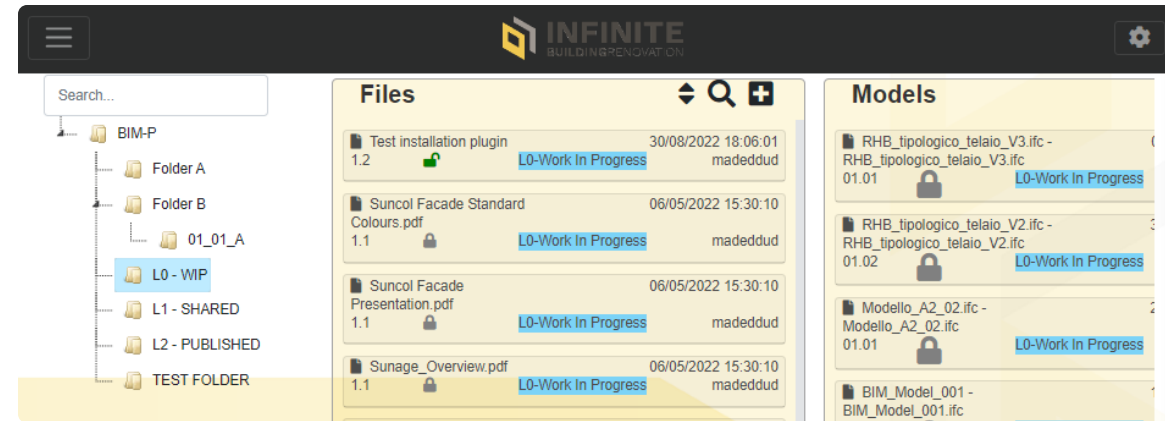 INFINITE
BUILDINGRENOVATION
Search...
BIM-P
Folder A
Folder B
01_01_A
L0 - WIP
L1 - SHARED
L2 - PUBLISHED
TEST FOLDER
Files
Test installation plugin 30/08/2022 18:06:01
1.2 L0-Work In Progress madeddud
Suncol Facade Standard 06/05/2022 15:30:10
Colours.pdf
1.1 L0-Work In Progress madeddud
Suncol Facade 06/05/2022 15:30:10
Presentation.pdf
1.1 L0-Work In Progress madeddud
Sunage_Overview.pdf 06/05/2022 15:30:10
1.1 L0-Work In Progress madeddud
Models
RHB_tipologico_telaio_V3.ifc -
RHB_tipologico_telaio_V3.ifc
01.01 L0-Work In Progress
RHB_tipologico_telaio_V2.ifc -
RHB_tipologico_telaio_V2.ifc
01.02 L0-Work In Progress
Modello_A2_02.ifc - 2
Modello_A2_02.ifc
01.01 L0-Work In Progress
BIM_Model_001 -
BIM_Model_001.ifc